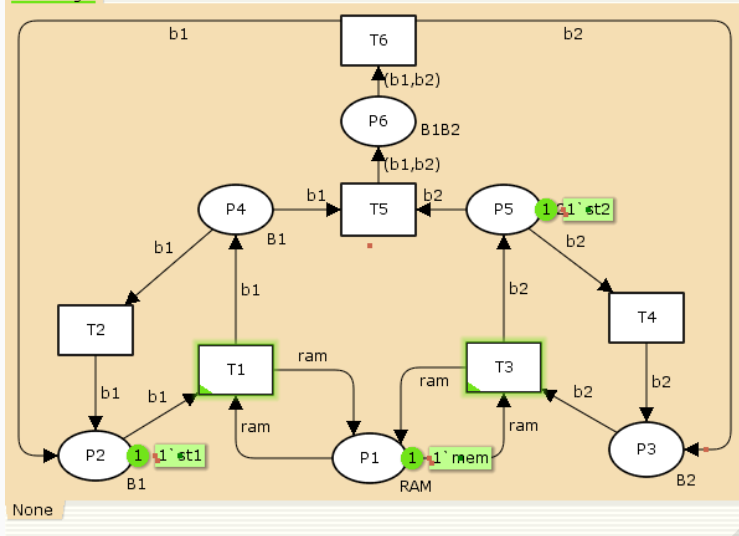 b1
T6
b2
(b1,b2)
P6
B1B2
(b1,b2)
P4
b1
T5
b2
P5
1
1`st2
B1
b1
b2
b1
b2
T2
T4
T1
ram
T3
ram
b1
b1
b2
b2
ram
ram
P2
1
1`st1
P1
1
1`mem
P3
B1
RAM
B2
None